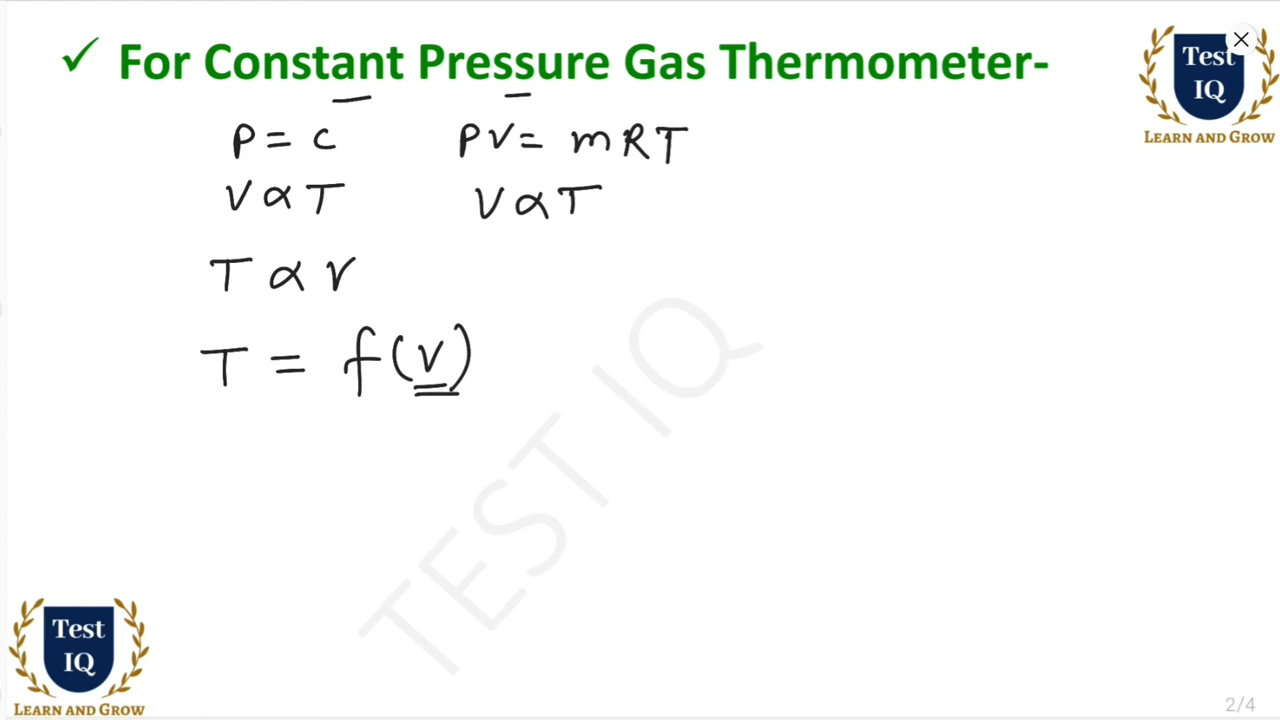 ✓ For Constant Pressure Gas Thermometer-
Test
IQ
LEARN AND GROW
P = c PV = mRT
V ∝ T V ∝ T
T ∝ V
T = f(V)
TEST IQ
Test
IQ
LEARN AND GROW
2/4